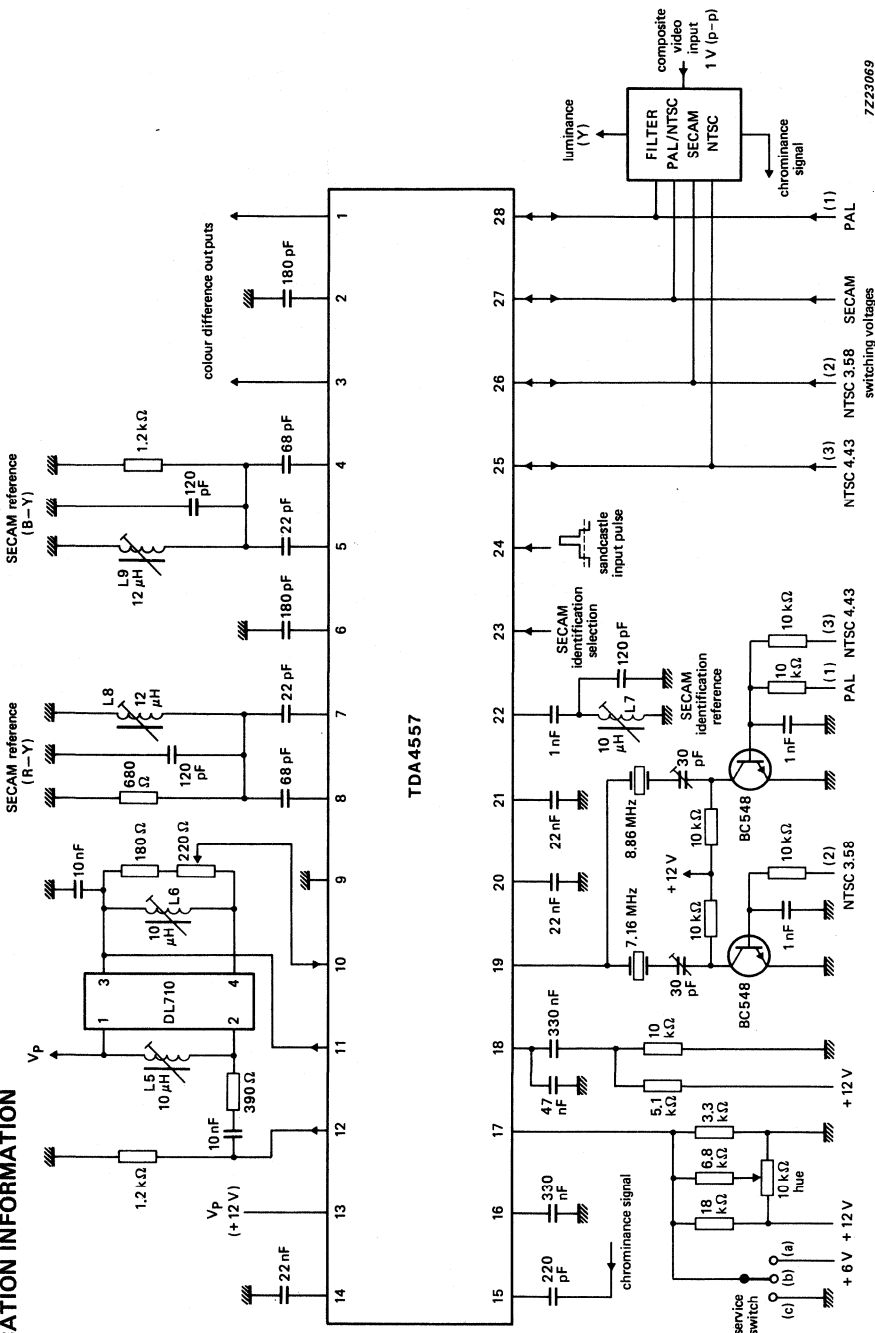 CATION INFORMATION
SECAM reference
(R–Y)
SECAM reference
(B–Y)
colour difference outputs
luminance
(Y)
composite
video
input
1 V (p–p)
FILTER
PAL/NTSC
SECAM
NTSC
chrominance
signal
VP
L5
10 μH
1
2
DL710
3
4
10 nF
10
μH
L6
180 Ω
220 Ω
680
Ω
120
pF
L8
12
μH
68 pF
22 pF
180 pF
L9
12 μH
120
pF
1.2 kΩ
22 pF
68 pF
180 pF
1.2 kΩ
10nF
390 Ω
VP
(+12 V)
22 nF
14
13
12
11
10
9
8
7
6
5
4
3
2
1
TDA4557
15
16
17
18
19
20
21
22
23
24
25
26
27
28
220
pF
chrominance signal
330
nF
47
nF
330 nF
10
kΩ
5.1
kΩ
+ 12 V
3.3
kΩ
6.8
kΩ
18
kΩ
10 kΩ
hue
+ 12 V
+ 6 V
(a)
(b)
(c)
service
switch
22 nF
22 nF
7.16 MHz
8.86 MHz
30
pF
30
pF
10 kΩ
+ 12 V
10 kΩ
BC548
BC548
1 nF
10 kΩ
(2)
NTSC 3.58
1 nF
10
kΩ
10 kΩ
(1)
PAL
(3)
NTSC 4.43
1 nF
10
μH
L7
120 pF
SECAM
identification
reference
SECAM
identification
selection
sandcastle
input pulse
(3)
NTSC 4.43
(2)
NTSC 3.58
SECAM
(1)
PAL
switching voltages
7Z23069